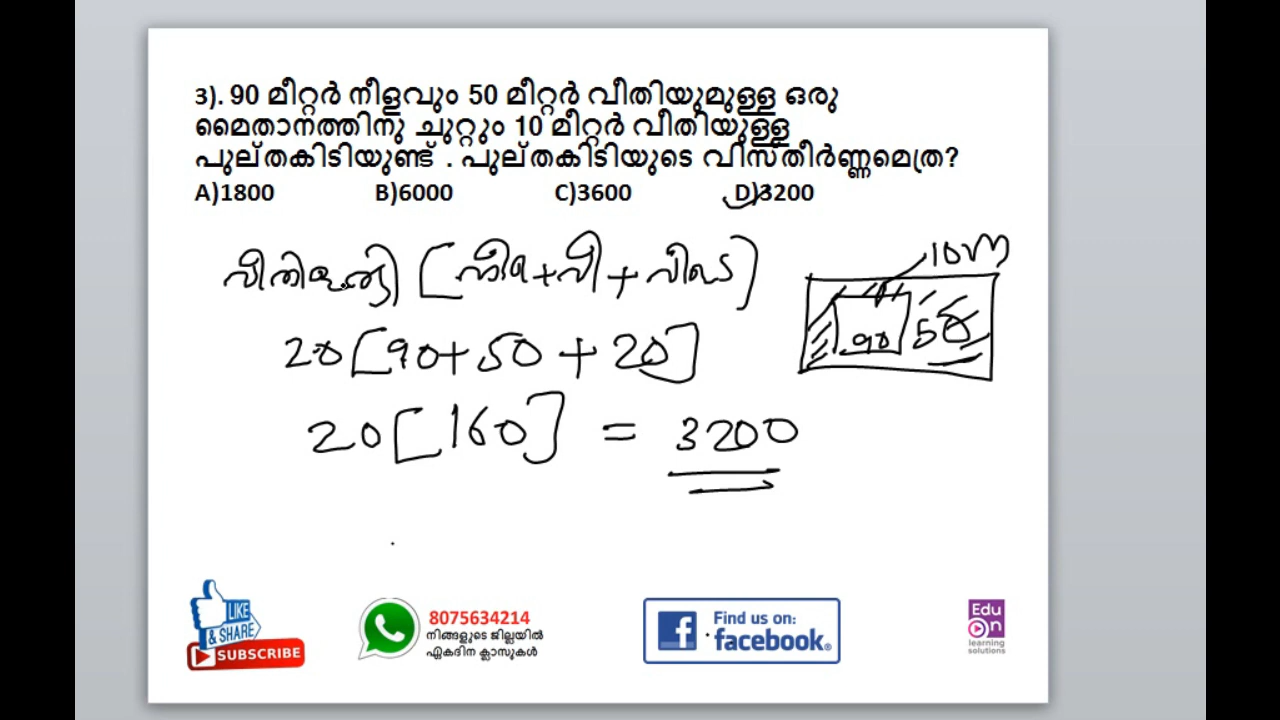 3). 90 മീറ്റർ നീളവും 50 മീറ്റർ വീതിയുമുള്ള ഒരു
മൈതാനത്തിനു ചുറ്റും 10 മീറ്റർ വീതിയുള്ള
പുല്തകിടിയുണ്ട് . പുല്തകിടിയുടെ വിസ്തീർണ്ണമെത്ര?
A)1800 B)6000 C)3600 D)3200
[നീള+വീ+വീഇ]
10m
90 50
20[90+50+20]
20[160] = 3200
LIKE
& SHARE
SUBSCRIBE
8075634214
നിങ്ങളുടെ ജില്ലയിൽ
ഏകദിന ക്ലാസുകൾ
Find us on:
facebook®
Edu
On
learning
solutions